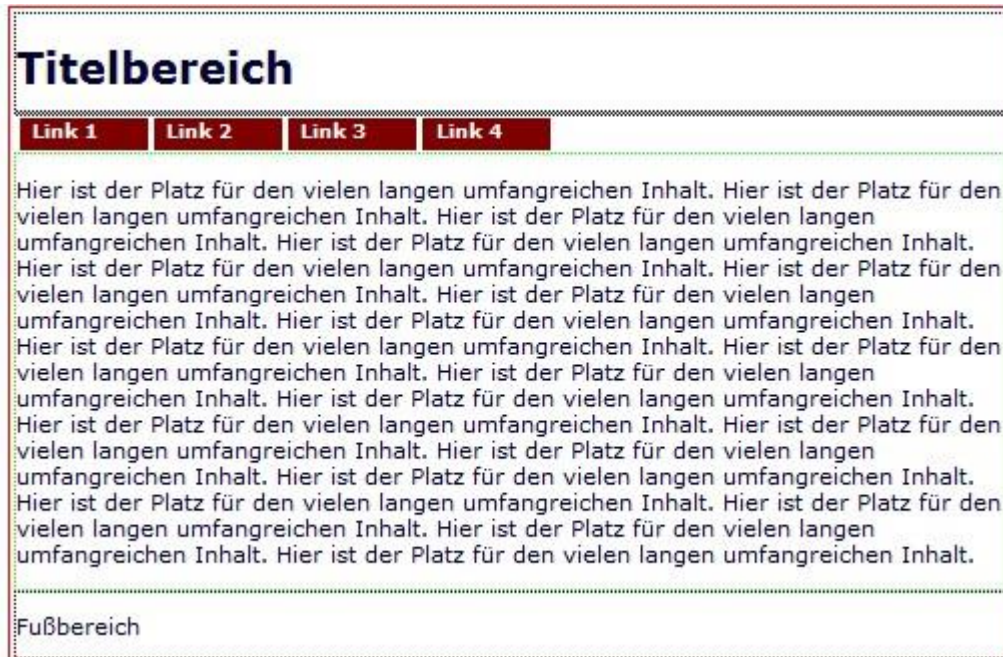 Titelbereich
Link 1 Link 2 Link 3 Link 4
Hier ist der Platz für den vielen langen umfangreichen Inhalt. Hier ist der Platz für den
vielen langen umfangreichen Inhalt. Hier ist der Platz für den vielen langen
umfangreichen Inhalt. Hier ist der Platz für den vielen langen umfangreichen Inhalt.
Hier ist der Platz für den vielen langen umfangreichen Inhalt. Hier ist der Platz für den
vielen langen umfangreichen Inhalt. Hier ist der Platz für den vielen langen
umfangreichen Inhalt. Hier ist der Platz für den vielen langen umfangreichen Inhalt.
Hier ist der Platz für den vielen langen umfangreichen Inhalt. Hier ist der Platz für den
vielen langen umfangreichen Inhalt. Hier ist der Platz für den vielen langen
umfangreichen Inhalt. Hier ist der Platz für den vielen langen umfangreichen Inhalt.
Hier ist der Platz für den vielen langen umfangreichen Inhalt. Hier ist der Platz für den
vielen langen umfangreichen Inhalt. Hier ist der Platz für den vielen langen
umfangreichen Inhalt. Hier ist der Platz für den vielen langen umfangreichen Inhalt.
Hier ist der Platz für den vielen langen umfangreichen Inhalt. Hier ist der Platz für den
vielen langen umfangreichen Inhalt. Hier ist der Platz für den vielen langen
umfangreichen Inhalt. Hier ist der Platz für den vielen langen umfangreichen Inhalt.
Fußbereich